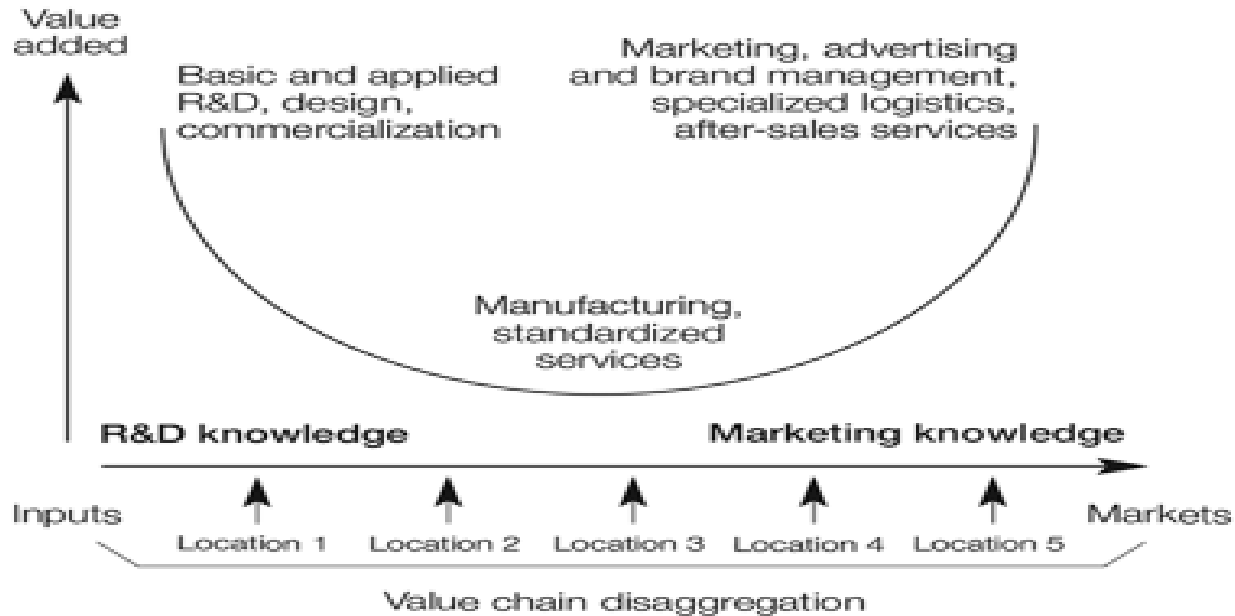 Value
added
Basic and applied
R&D, design,
commercialization
Marketing, advertising
and brand management,
specialized logistics,
after-sales services
Manufacturing,
standardized
services
R&D knowledge
Marketing knowledge
Inputs
Markets
Location 1
Location 2
Location 3
Location 4
Location 5
Value chain disaggregation